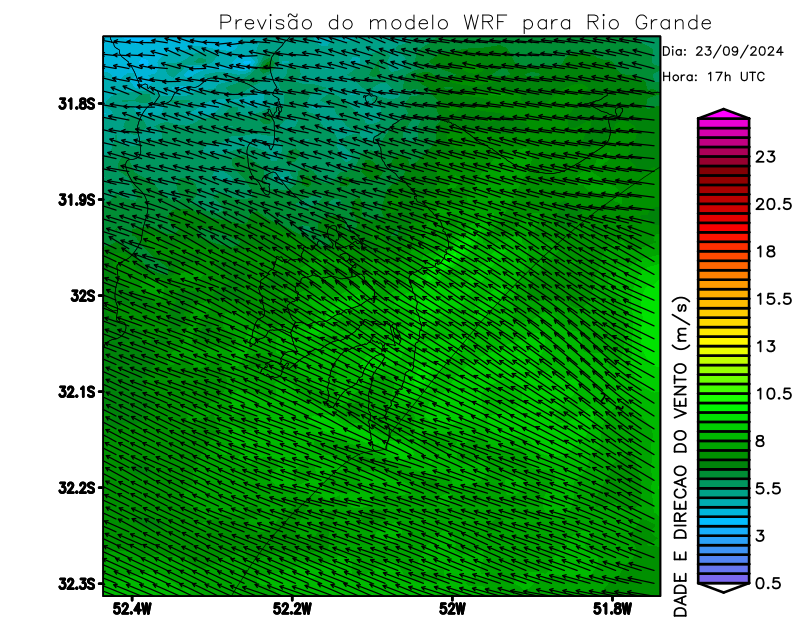 Previsão do modelo WRF para Rio Grande
Dia: 23/09/2024
Hora: 17h UTC
31.8S
31.9S
32S
32.1S
32.2S
32.3S
52.4W
52.2W
52W
51.8W
23
20.5
18
15.5
13
10.5
8
5.5
3
0.5
DADE E DIRECAO DO VENTO (m/s)